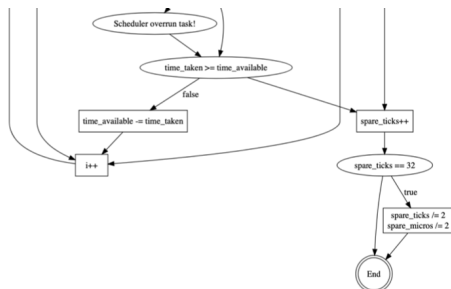 Scheduler overrun task!
time_taken >= time_available
false
time_available -= time_taken
spare_ticks++
i++
spare_ticks == 32
true
spare_ticks /= 2
spare_micros /= 2
End